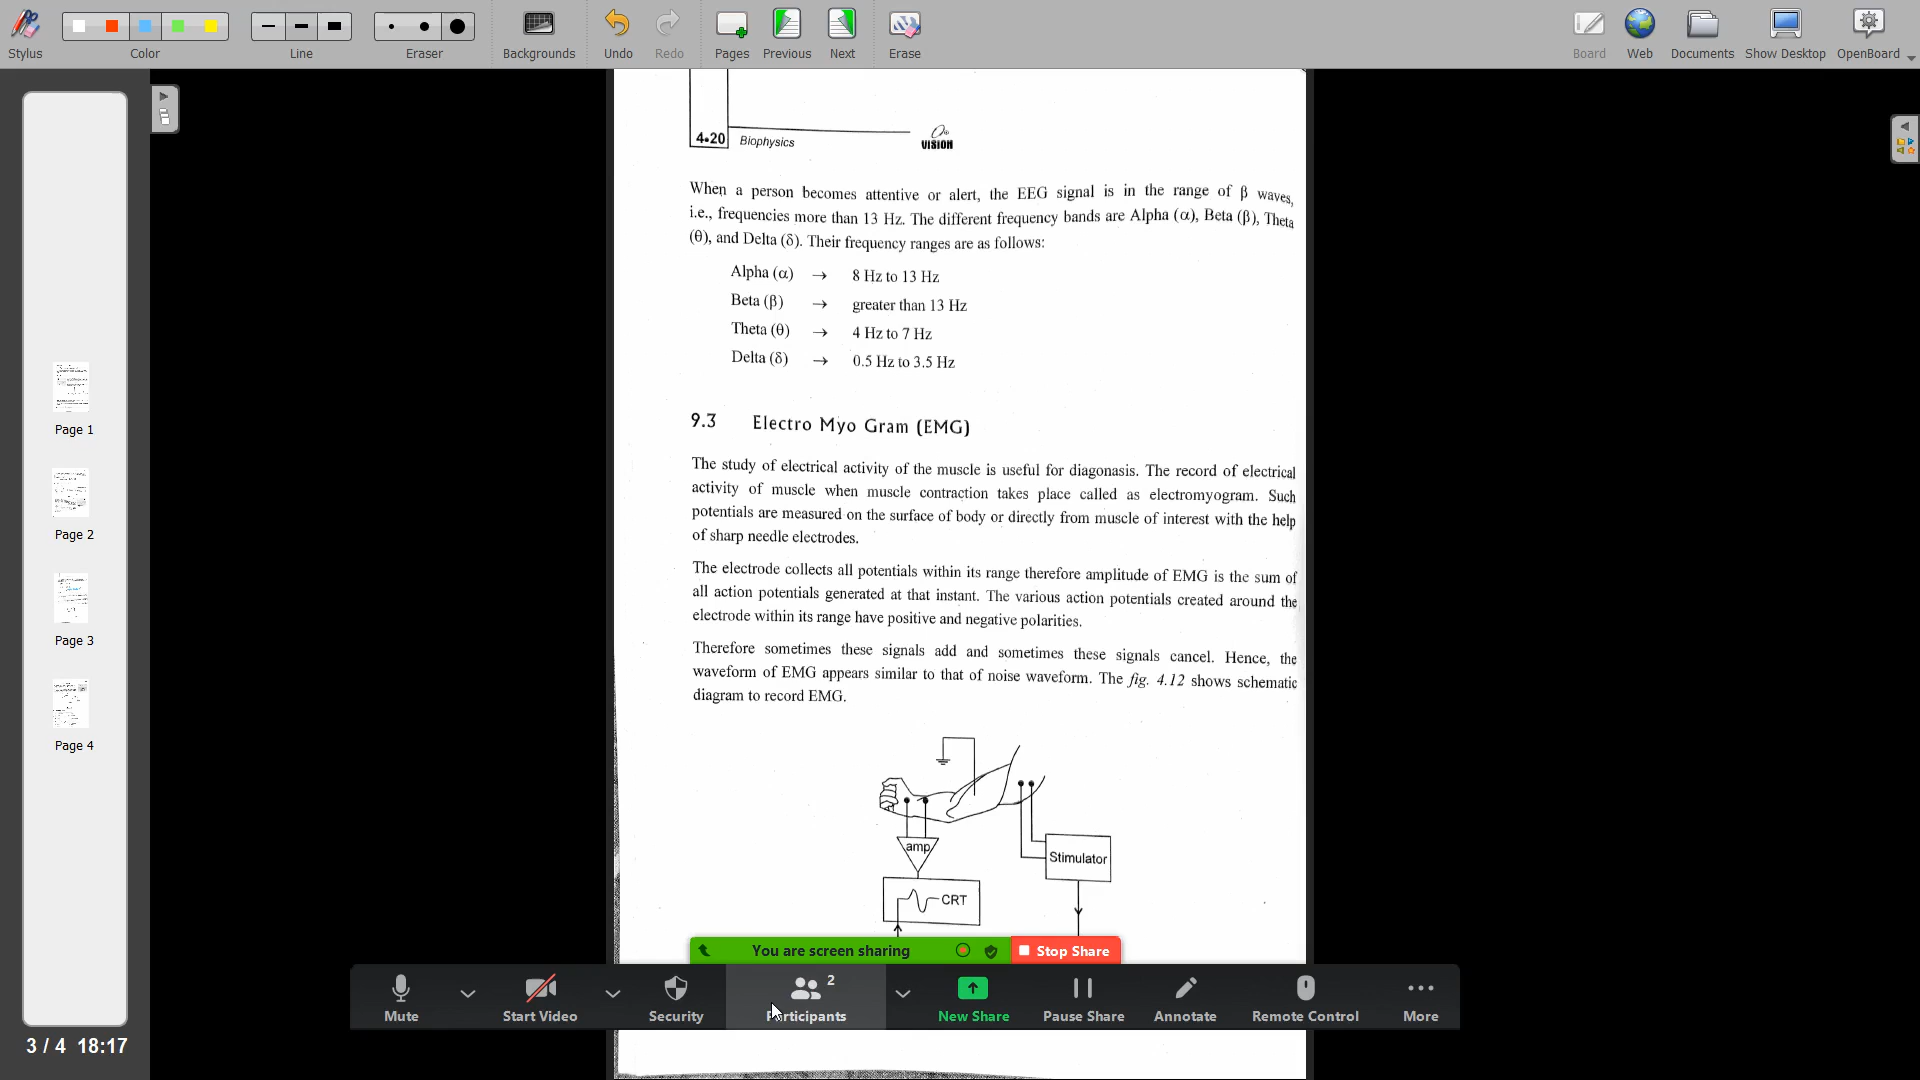 Stylus
Color
Line
Eraser
Backgrounds
Undo
Redo
Pages
Previous
Next
Erase
Board
Web
Documents
Show Desktop
OpenBoard
4•20 Biophysics
VISION
When a person becomes attentive or alert, the EEG signal is in the range of β waves,
i.e., frequencies more than 13 Hz. The different frequency bands are Alpha (α), Beta (β), Theta
(θ), and Delta (δ). Their frequency ranges are as follows:
Alpha (α) → 8 Hz to 13 Hz
Beta (β) → greater than 13 Hz
Theta (θ) → 4 Hz to 7 Hz
Delta (δ) → 0.5 Hz to 3.5 Hz
9.3 Electro Myo Gram (EMG)
The study of electrical activity of the muscle is useful for diagonasis. The record of electrical
activity of muscle when muscle contraction takes place called as electromyogram. Such
potentials are measured on the surface of body or directly from muscle of interest with the help
of sharp needle electrodes.
The electrode collects all potentials within its range therefore amplitude of EMG is the sum of
all action potentials generated at that instant. The various action potentials created around the
electrode within its range have positive and negative polarities.
Therefore sometimes these signals add and sometimes these signals cancel. Hence, the
waveform of EMG appears similar to that of noise waveform. The fig. 4.12 shows schematic
diagram to record EMG.
amp
Stimulator
CRT
Page 1
Page 2
Page 3
Page 4
3 / 4 18:17
You are screen sharing
Stop Share
Mute
Start Video
Security
2
Participants
New Share
Pause Share
Annotate
Remote Control
More